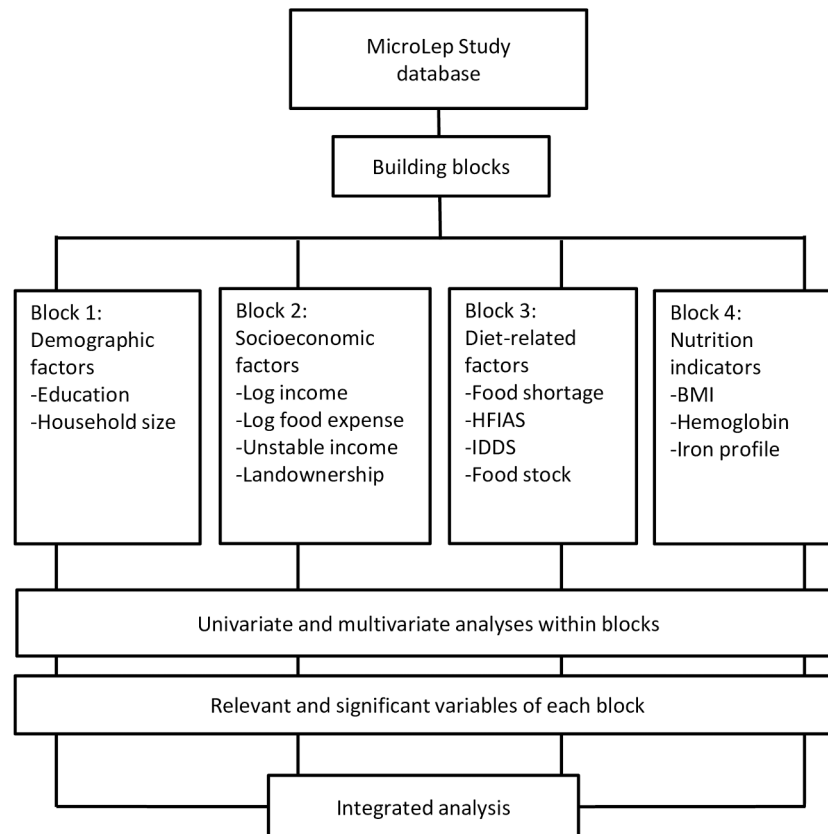 MicroLep Study
database
Building blocks
Block 1:
Demographic
factors
-Education
-Household size
Block 2:
Socioeconomic
factors
-Log income
-Log food expense
-Unstable income
-Landownership
Block 3:
Diet-related
factors
-Food shortage
-HFIAS
-IDDS
-Food stock
Block 4:
Nutrition
indicators
-BMI
-Hemoglobin
-Iron profile
Univariate and multivariate analyses within blocks
Relevant and significant variables of each block
Integrated analysis